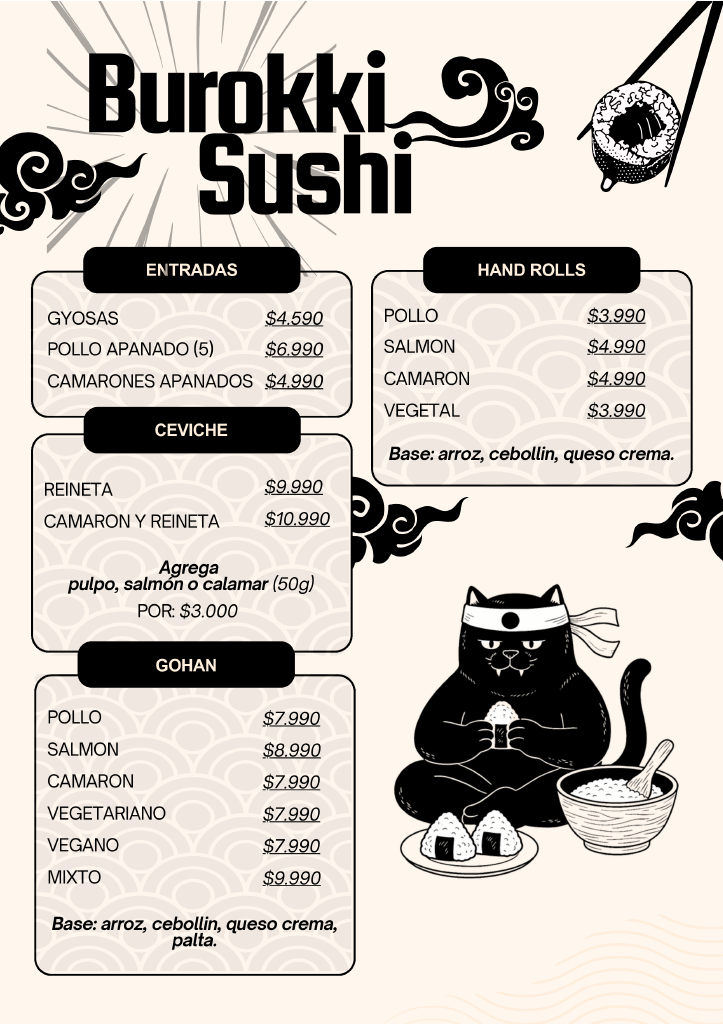 Burokki
Sushi
ENTRADAS
GYOSAS $4.590
POLLO APANADO (5) $6.990
CAMARONES APANADOS $4.990
CEVICHE
REINETA $9.990
CAMARON Y REINETA $10.990
Agrega
pulpo, salmón o calamar (50g)
POR: $3.000
GOHAN
POLLO $7.990
SALMON $8.990
CAMARON $7.990
VEGETARIANO $7.990
VEGANO $7.990
MIXTO $9.990
Base: arroz, cebollin, queso crema,
palta.
HAND ROLLS
POLLO $3.990
SALMON $4.990
CAMARON $4.990
VEGETAL $3.990
Base: arroz, cebollin, queso crema.